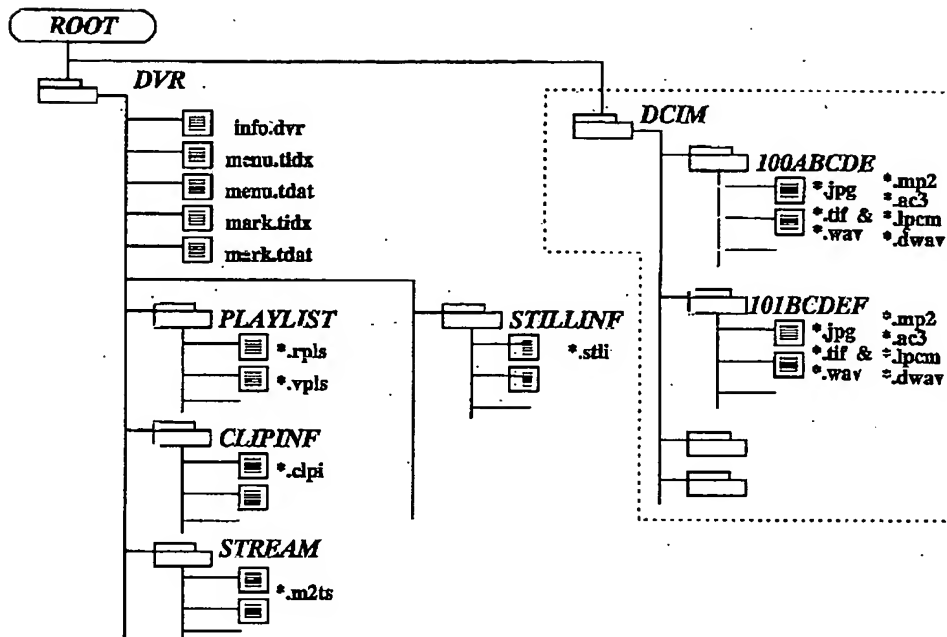 ROOT
DVR
info.dvr
menu.tidx
menu.tdat
mark.tidx
mark.tdat
PLAYLIST
*.rpls
*.vpls
CLIPINF
*.clpi
STREAM
*.m2ts
STILLINF
*.stli
DCIM
100ABCDE
*.jpg *.mp2
*.ac3
*.tif & *.lpcm
*.wav *.dwav
101BCDEF
*.jpg *.mp2
*.ac3
*.tif & *.lpcm
*.wav *.dwav